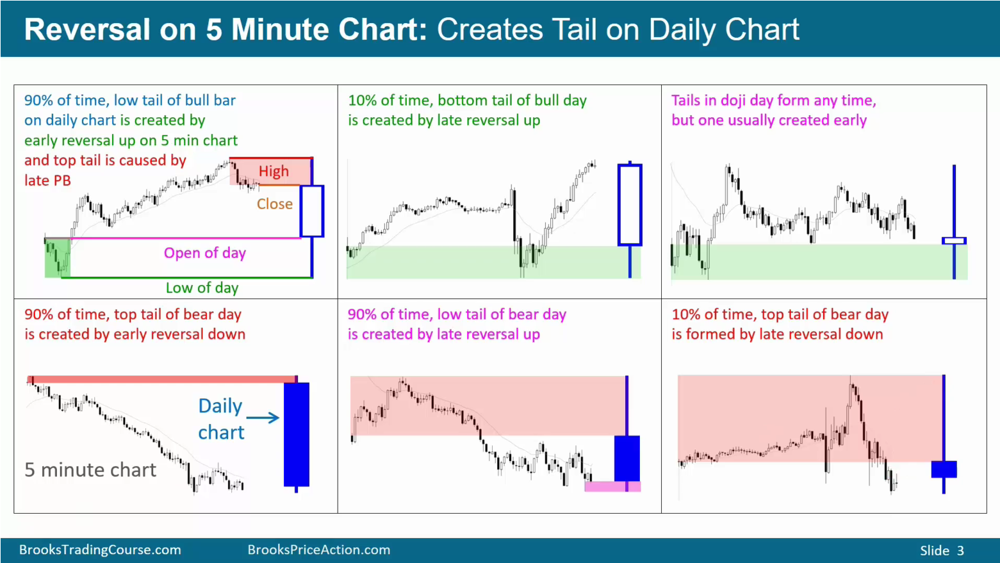 Reversal on 5 Minute Chart: Creates Tail on Daily Chart
90% of time, low tail of bull bar
on daily chart is created by
early reversal up on 5 min chart
and top tail is caused by
late PB
High
Close
Open of day
Low of day
10% of time, bottom tail of bull day
is created by late reversal up
Tails in doji day form any time,
but one usually created early
90% of time, top tail of bear day
is created by early reversal down
Daily
chart
5 minute chart
90% of time, low tail of bear day
is created by late reversal up
10% of time, top tail of bear day
is formed by late reversal down
BrooksTradingCourse.com
BrooksPriceAction.com
Slide 3